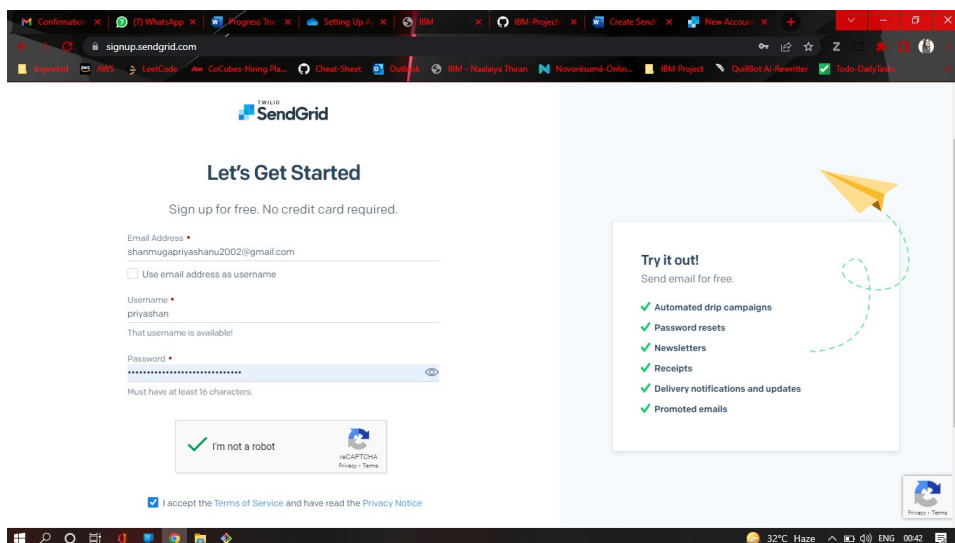 Confirmation (7) WhatsApp Progress Trac Setting Up A IBM IBM-Project Create Send New Account
signup.sendgrid.com
Imported AWS LeetCode CoCubes-Hiring Pla... Cheat-Sheet Outlook IBM - Naalaiya Thiran Novorésumé-Onlin... IBM Project QuillBot AI-Rewritter Todo-DailyTasks
TWILIO
SendGrid
Let's Get Started
Sign up for free. No credit card required.
Email Address •
shanmugapriyashanu2002@gmail.com
Use email address as username
Username •
priyashan
That username is available!
Password •
Must have at least 16 characters.
I'm not a robot
reCAPTCHA
Privacy - Terms
I accept the Terms of Service and have read the Privacy Notice
Try it out!
Send email for free.
Automated drip campaigns
Password resets
Newsletters
Receipts
Delivery notifications and updates
Promoted emails
Privacy - Terms
32°C Haze ENG 00:42